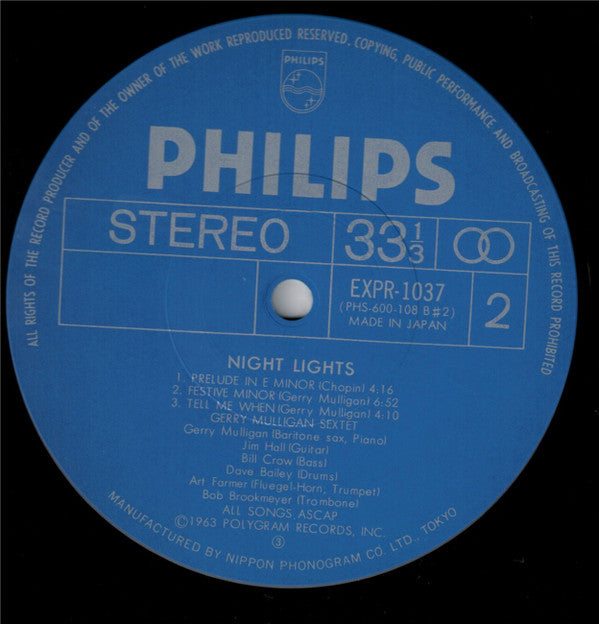 ALL RIGHTS OF THE RECORD PRODUCER AND OF THE OWNER OF THE WORK REPRODUCED RESERVED. COPYING, PUBLIC PERFORMANCE AND BROADCASTING OF THIS RECORD PROHIBITED
PHILIPS
PHILIPS
STEREO 33 1/3
EXPR-1037
(PHS-600-108 B#2)
MADE IN JAPAN
2
NIGHT LIGHTS
1. PRELUDE IN E MINOR (Chopin) 4:16
2. FESTIVE MINOR (Gerry Mulligan) 6:52
3. TELL ME WHEN (Gerry Mulligan) 4:10
GERRY MULLIGAN SEXTET
Gerry Mulligan (Baritone sax, Piano)
Jim Hall (Guitar)
Bill Crow (Bass)
Dave Bailey (Drums)
Art Farmer (Fluegel-Horn, Trumpet)
Bob Brookmeyer (Trombone)
ALL SONGS ASCAP
Ⓒ1963 POLYGRAM RECORDS, INC.
③
MANUFACTURED BY NIPPON PHONOGRAM CO. LTD., TOKYO